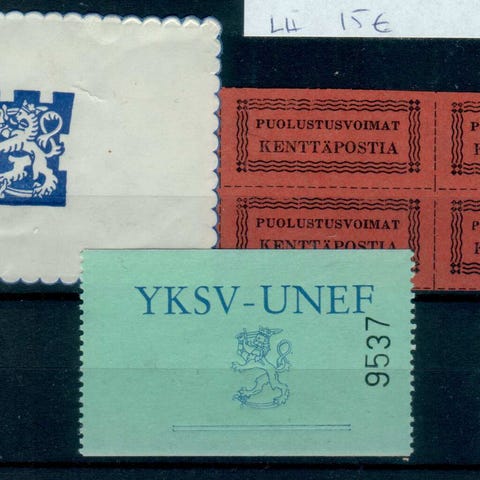 LH 15€
PUOLUSTUSVOIMAT
KENTTÄPOSTIA
PUOLUSTUSVOIMAT
KENTTÄPOSTIA
YKSV-UNEF
9537